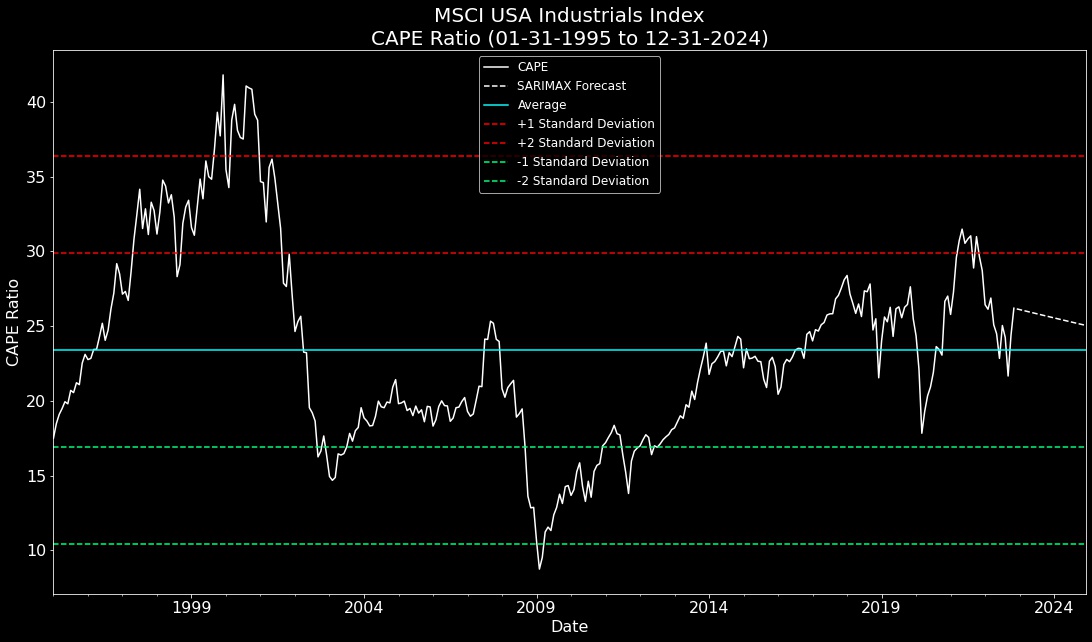 MSCI USA Industrials Index
CAPE Ratio (01-31-1995 to 12-31-2024)
CAPE
SARIMAX Forecast
Average
+1 Standard Deviation
+2 Standard Deviation
-1 Standard Deviation
-2 Standard Deviation
CAPE Ratio
40
35
30
25
20
15
10
1999 2004 2009 2014 2019 2024
Date